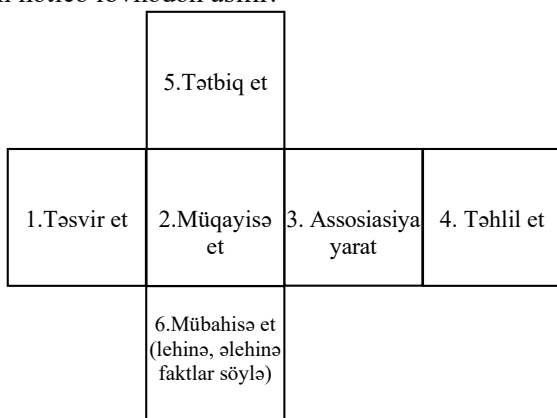 5.Tətbiq et
1.Təsvir et
2.Müqayisə
et
3. Assosiasiya
yarat
4. Təhlil et
6.Mübahisə et
(lehinə, əlehinə
faktlar söylə)